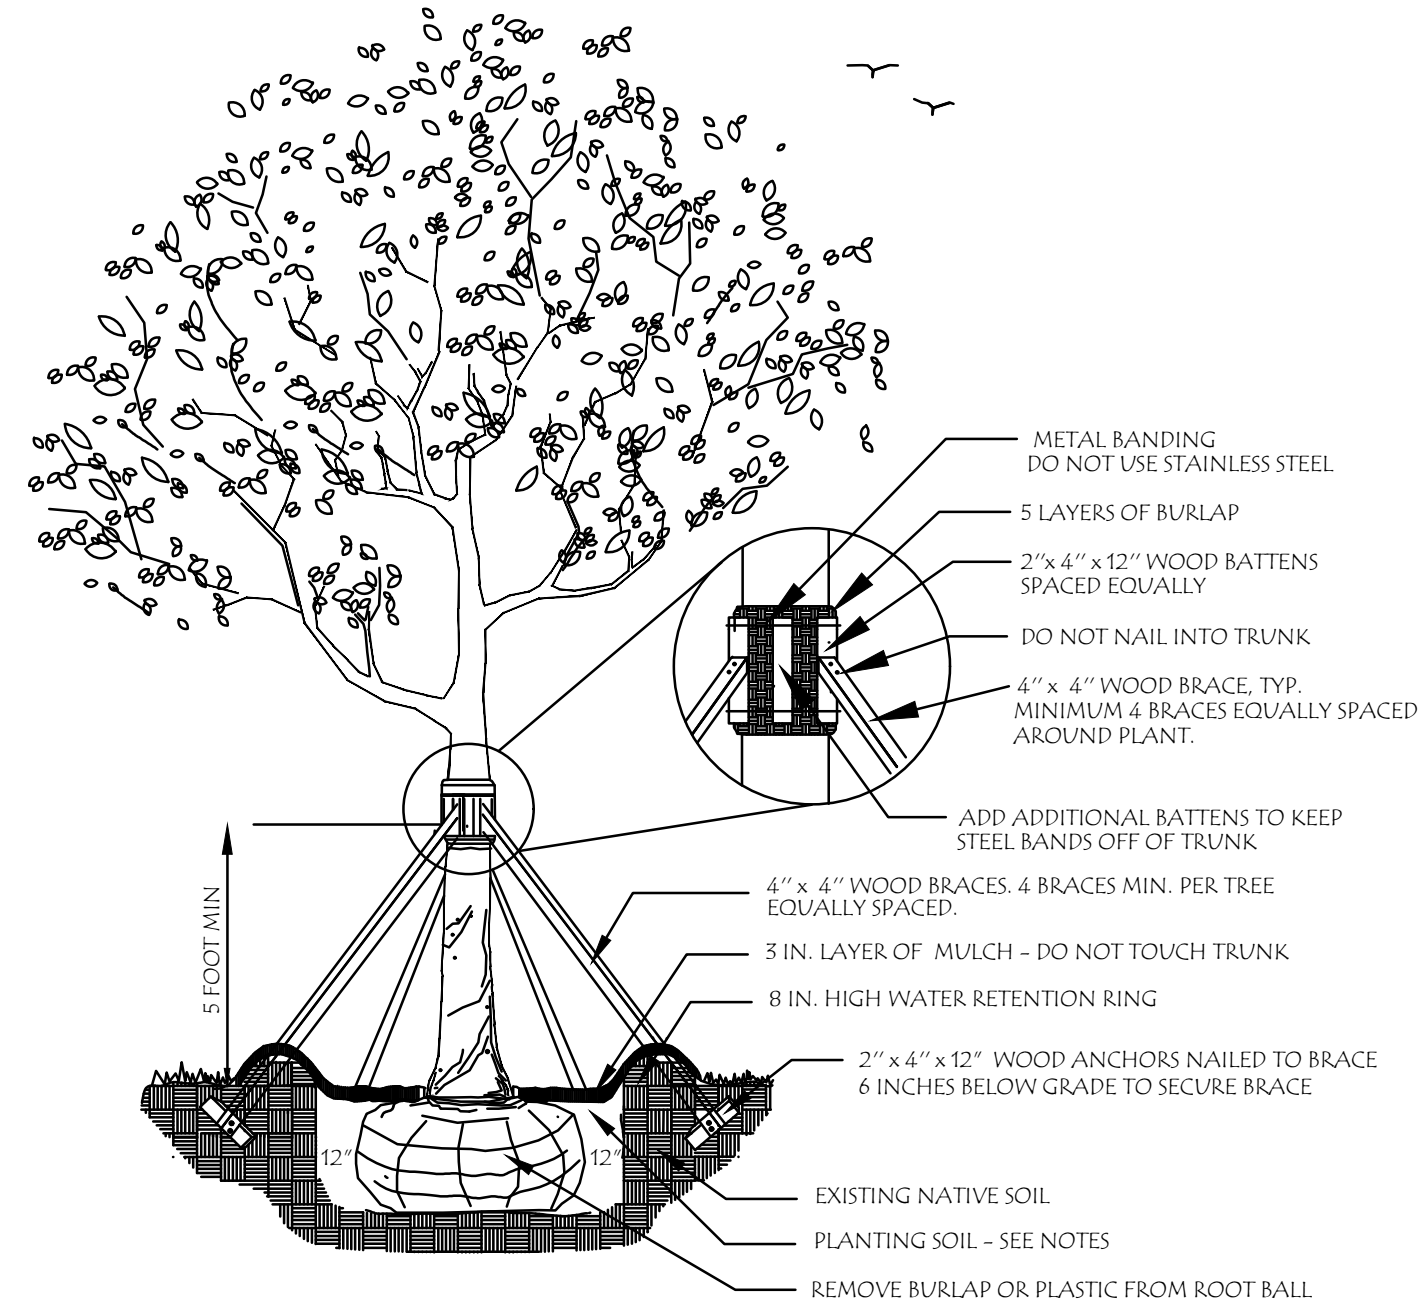 METAL BANDING
DO NOT USE STAINLESS STEEL
5 LAYERS OF BURLAP
2"x 4" x 12" WOOD BATTENS
SPACED EQUALLY
DO NOT NAIL INTO TRUNK
4" x 4" WOOD BRACE, TYP.
MINIMUM 4 BRACES EQUALLY SPACED
AROUND PLANT.
ADD ADDITIONAL BATTENS TO KEEP
STEEL BANDS OFF OF TRUNK
4" x 4" WOOD BRACES. 4 BRACES MIN. PER TREE
EQUALLY SPACED.
5 FOOT MIN
3 IN. LAYER OF MULCH - DO NOT TOUCH TRUNK
8 IN. HIGH WATER RETENTION RING
2" x 4" x 12" WOOD ANCHORS NAILED TO BRACE
6 INCHES BELOW GRADE TO SECURE BRACE
12"
12"
EXISTING NATIVE SOIL
PLANTING SOIL - SEE NOTES
REMOVE BURLAP OR PLASTIC FROM ROOT BALL